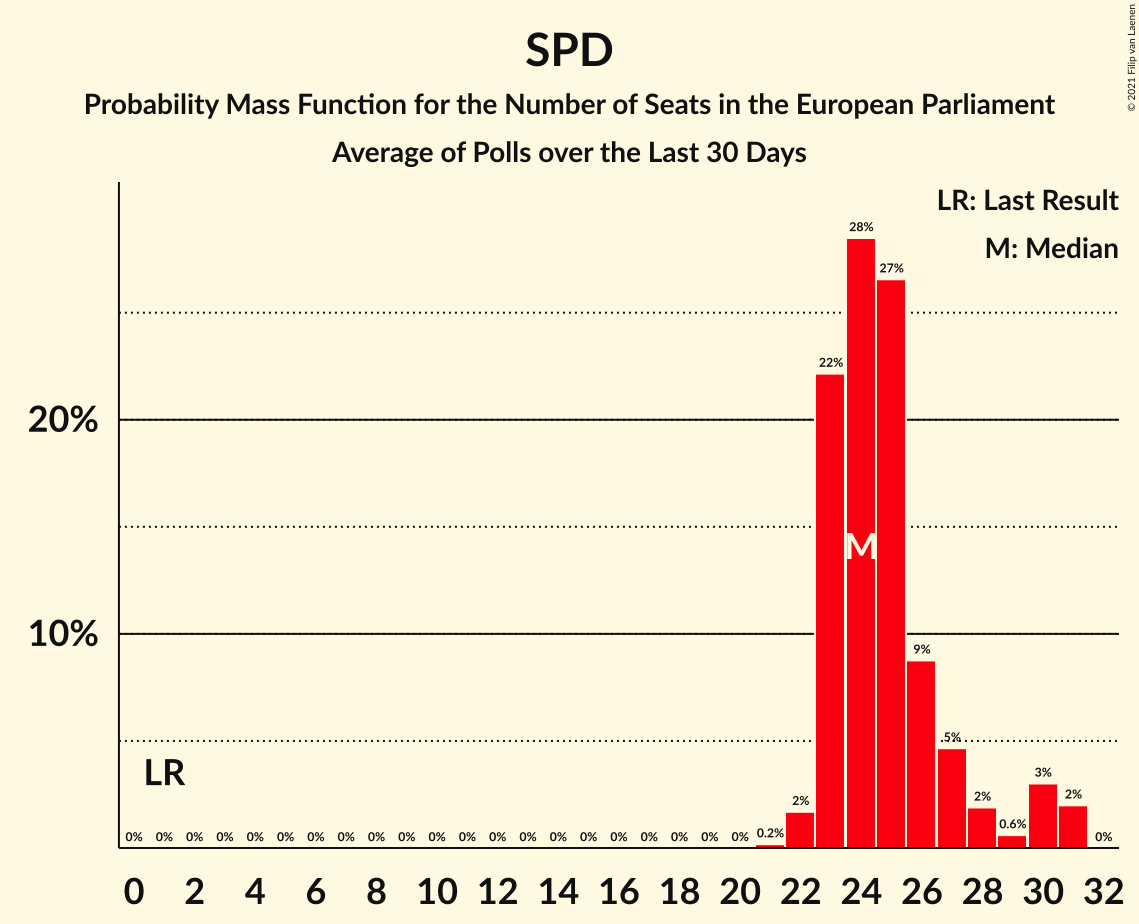 SPD
Probability Mass Function for the Number of Seats in the European Parliament
Average of Polls over the Last 30 Days
© 2021 Filip van Laenen
LR: Last Result
M: Median
20%
10%
LR
M
0% 0% 0% 0% 0% 0% 0% 0% 0% 0% 0% 0% 0% 0% 0% 0% 0% 0% 0% 0% 0% 0.2% 2% 22% 28% 27% 9% 5% 2% 0.6% 3% 2% 0%
0 2 4 6 8 10 12 14 16 18 20 22 24 26 28 30 32